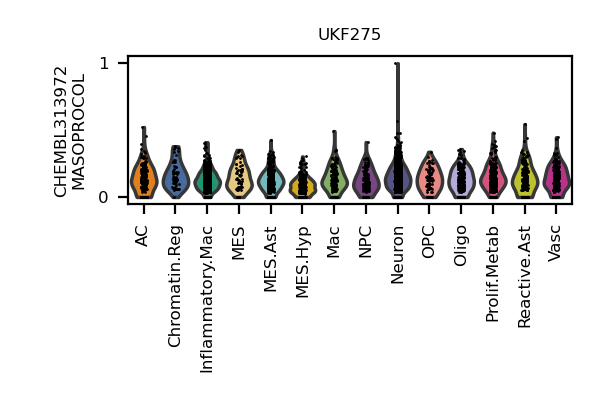 UKF275
CHEMBL313972
MASOPROCOL
1
0
AC
Chromatin.Reg
Inflammatory.Mac
MES
MES.Ast
MES.Hyp
Mac
NPC
Neuron
OPC
Oligo
Prolif.Metab
Reactive.Ast
Vasc